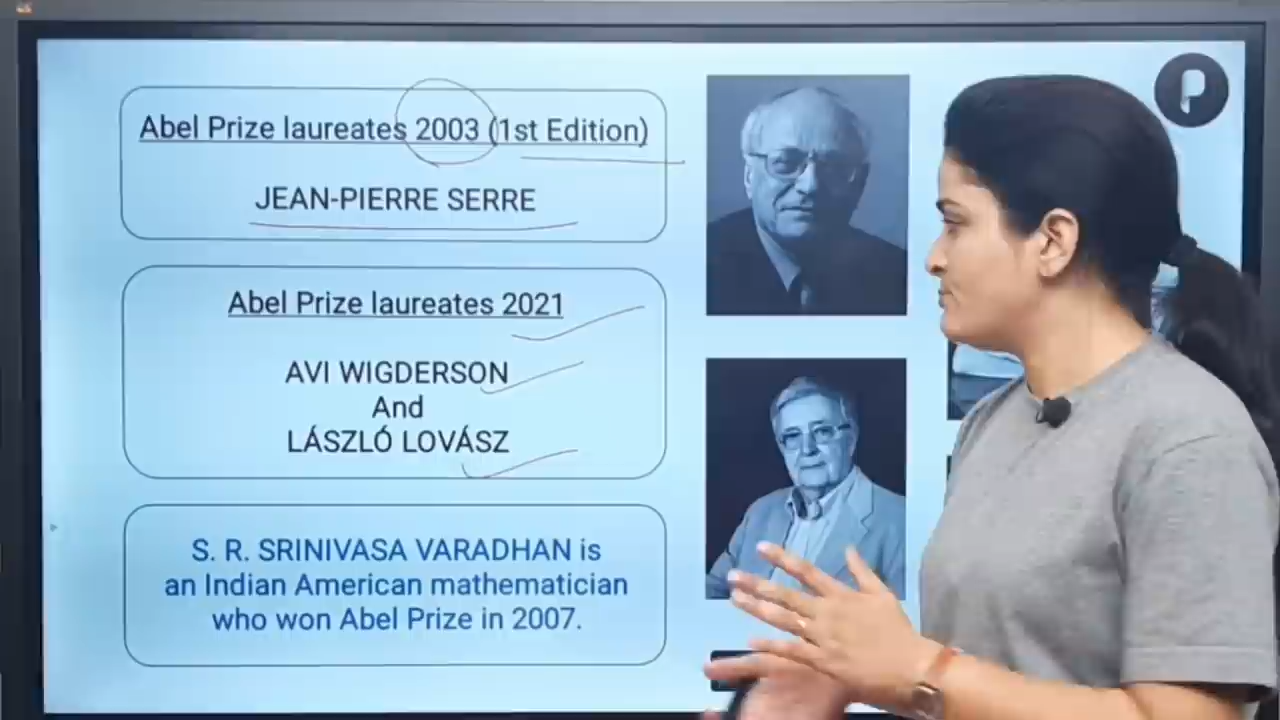 Abel Prize laureates 2003 (1st Edition)
JEAN-PIERRE SERRE
Abel Prize laureates 2021
AVI WIGDERSON
And
LÁSZLÓ LOVÁSZ
S. R. SRINIVASA VARADHAN is
an Indian American mathematician
who won Abel Prize in 2007.